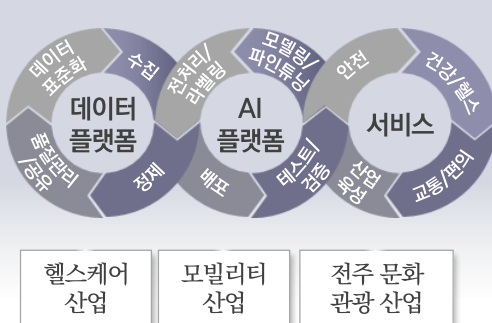 데이터
표준화
수집
데이터
플랫폼
품질관리
/공유
정제
전처리/
라벨링
모델링/
파인튜닝
AI
플랫폼
배포
테스트/
검증
안전
건강/헬스
서비스
산업
육성
교통/편의
헬스케어
산업
모빌리티
산업
전주 문화
관광 산업